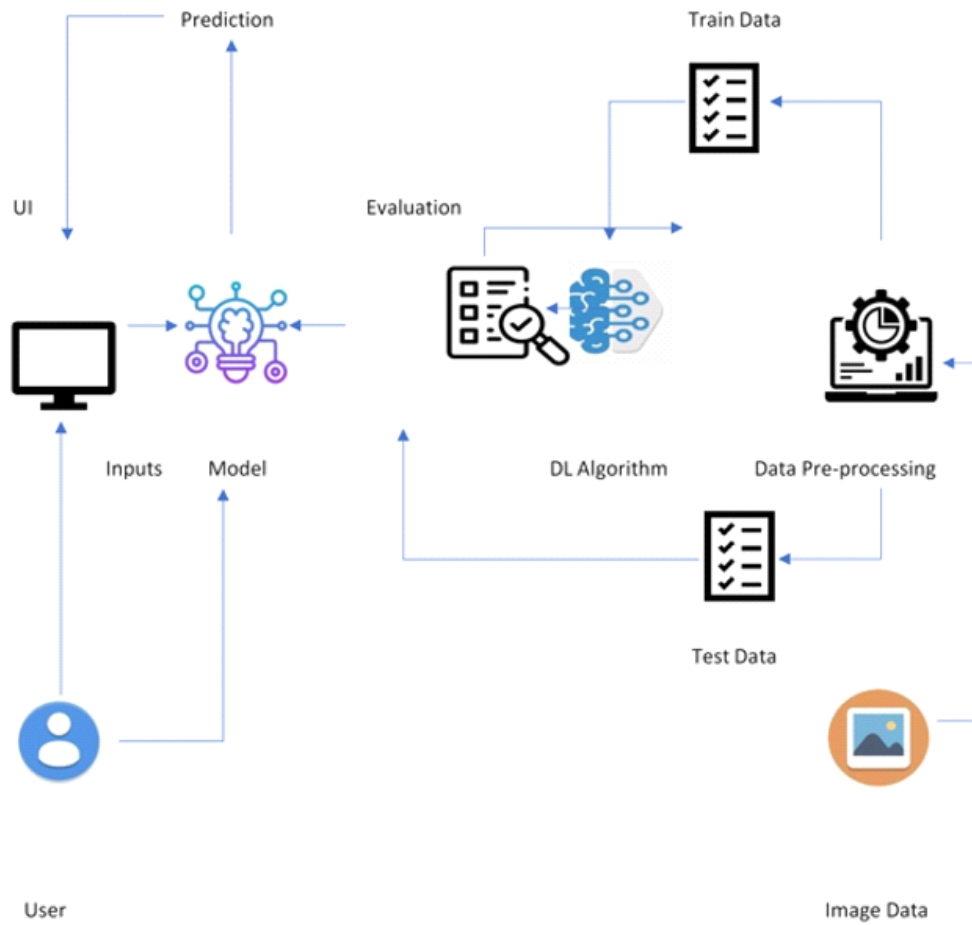 Prediction
Train Data
UI
Evaluation
Inputs
Model
DL Algorithm
Data Pre-processing
Test Data
User
Image Data